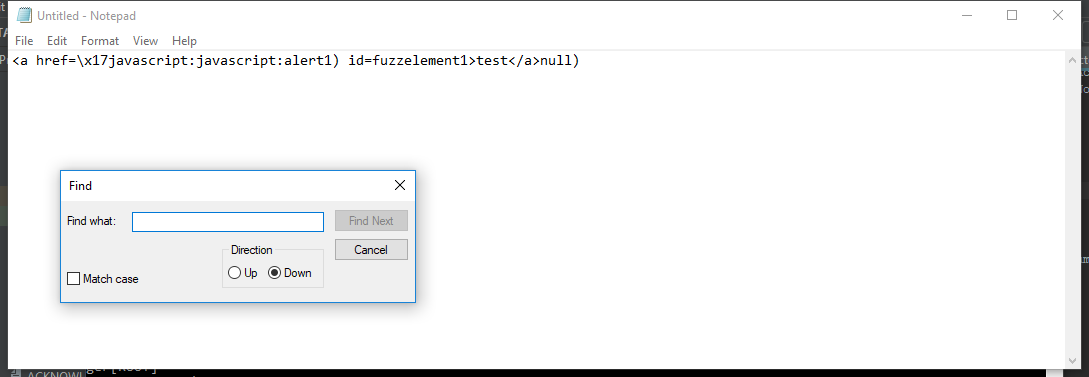 Untitled - Notepad
File Edit Format View Help
<a href=\x17javascript:javascript:alert1) id=fuzzelement1>test</a>null)
Find
Find what:
Find Next
Direction
Cancel
Up Down
Match case
ACKNOWL